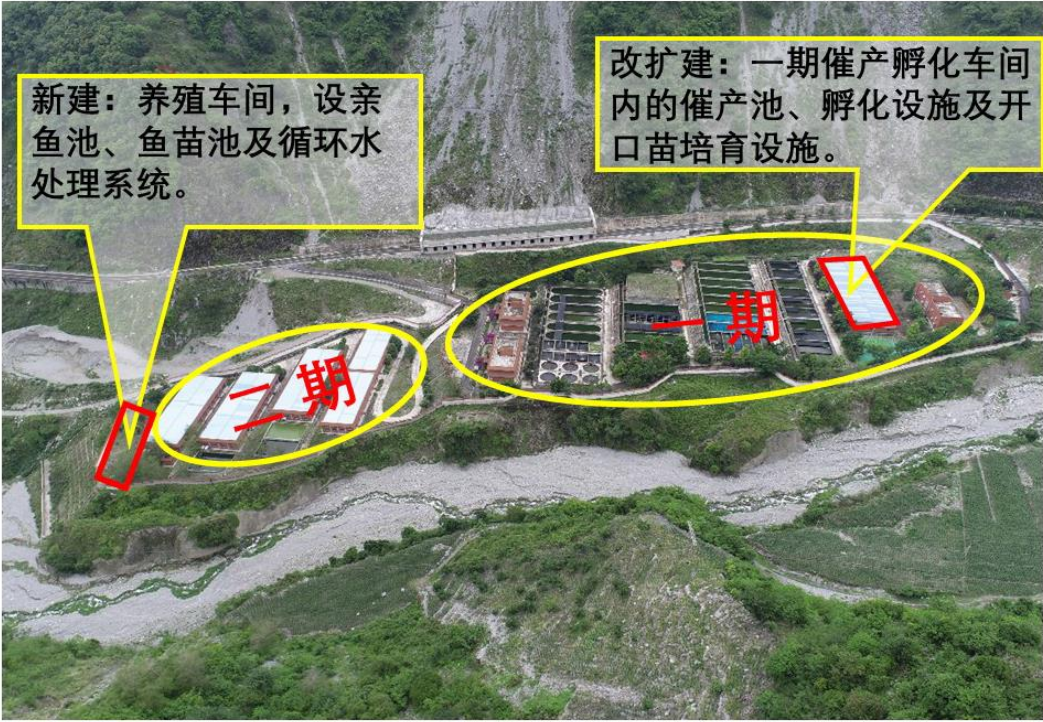 新建：养殖车间，设亲
鱼池、鱼苗池及循环水
处理系统。
改扩建：一期催产孵化车间
内的催产池、孵化设施及开
口苗培育设施。
二期
一期